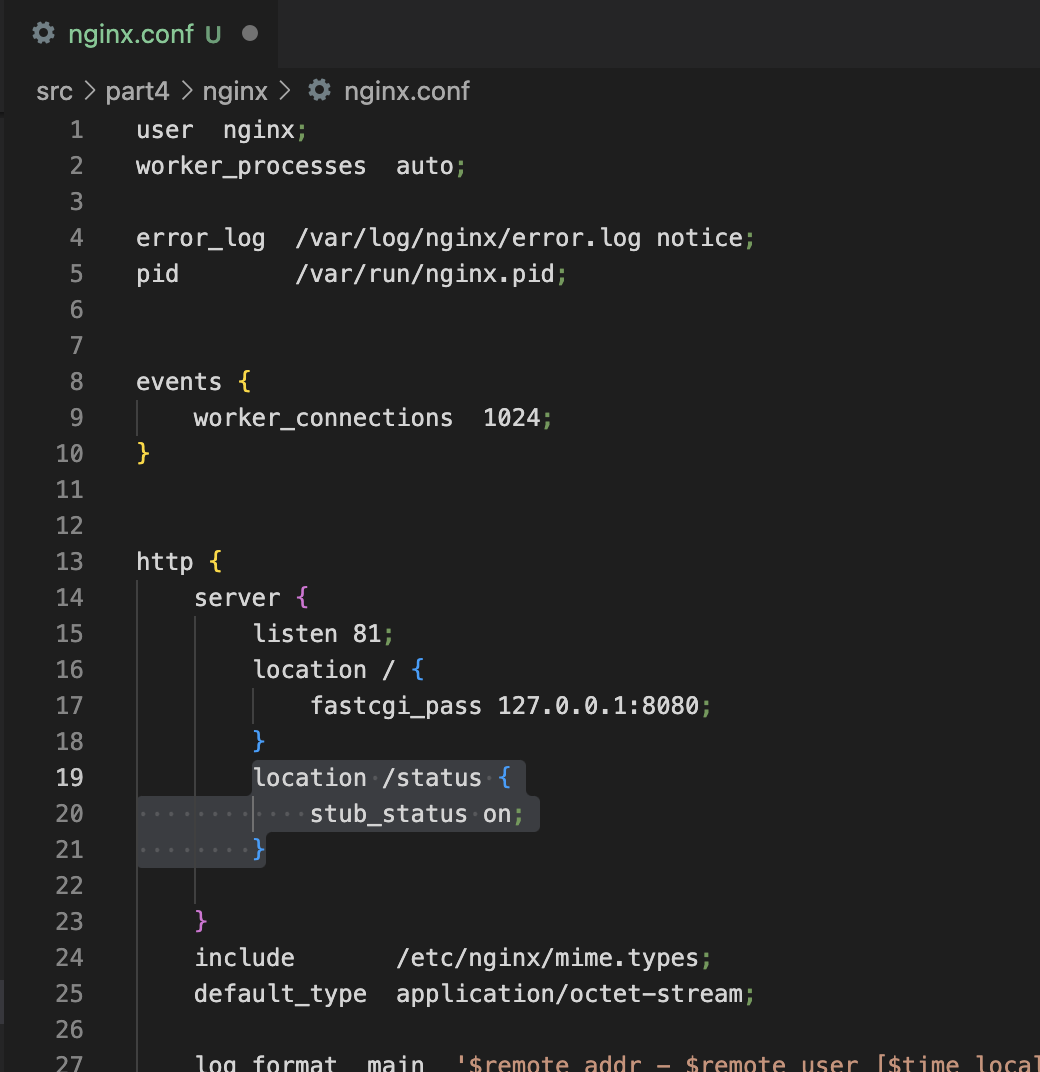 nginx.conf U
src > part4 > nginx > nginx.conf
1 user  nginx;
2 worker_processes  auto;
3
4 error_log  /var/log/nginx/error.log notice;
5 pid        /var/run/nginx.pid;
6
7
8 events {
9     worker_connections  1024;
10 }
11
12
13 http {
14     server {
15         listen 81;
16         location / {
17             fastcgi_pass 127.0.0.1:8080;
18         }
19         location /status {
20             stub_status on;
21         }
22
23     }
24     include       /etc/nginx/mime.types;
25     default_type  application/octet-stream;
26
27     log_format  main  '$remote_addr - $remote_user [$time_local